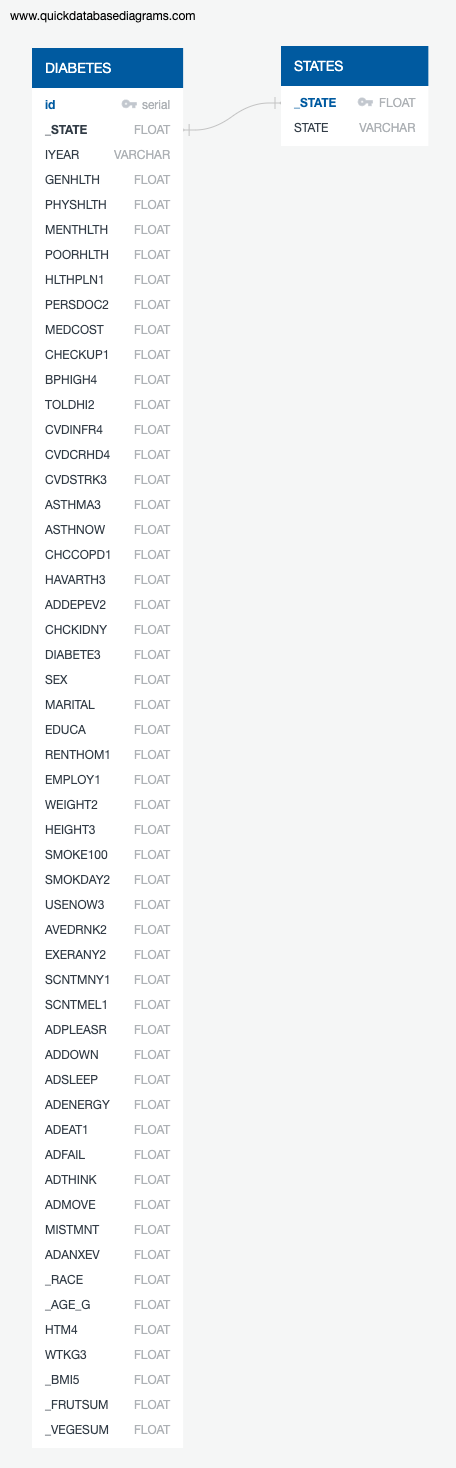 www.quickdatabasediagrams.com
DIABETES
id serial
_STATE FLOAT
IYEAR VARCHAR
GENHLTH FLOAT
PHYSHLTH FLOAT
MENTHLTH FLOAT
POORHLTH FLOAT
HLTHPLN1 FLOAT
PERSDOC2 FLOAT
MEDCOST FLOAT
CHECKUP1 FLOAT
BPHIGH4 FLOAT
TOLDHI2 FLOAT
CVDINFR4 FLOAT
CVDCRHD4 FLOAT
CVDSTRK3 FLOAT
ASTHMA3 FLOAT
ASTHNOW FLOAT
CHCCOPD1 FLOAT
HAVARTH3 FLOAT
ADDEPEV2 FLOAT
CHCKIDNY FLOAT
DIABETE3 FLOAT
SEX FLOAT
MARITAL FLOAT
EDUCA FLOAT
RENTHOM1 FLOAT
EMPLOY1 FLOAT
WEIGHT2 FLOAT
HEIGHT3 FLOAT
SMOKE100 FLOAT
SMOKDAY2 FLOAT
USENOW3 FLOAT
AVEDRNK2 FLOAT
EXERANY2 FLOAT
SCNTMNY1 FLOAT
SCNTMEL1 FLOAT
ADPLEASR FLOAT
ADDOWN FLOAT
ADSLEEP FLOAT
ADENERGY FLOAT
ADEAT1 FLOAT
ADFAIL FLOAT
ADTHINK FLOAT
ADMOVE FLOAT
MISTMNT FLOAT
ADANXEV FLOAT
_RACE FLOAT
_AGE_G FLOAT
HTM4 FLOAT
WTKG3 FLOAT
_BMI5 FLOAT
_FRUTSUM FLOAT
_VEGESUM FLOAT
STATES
_STATE FLOAT
STATE VARCHAR